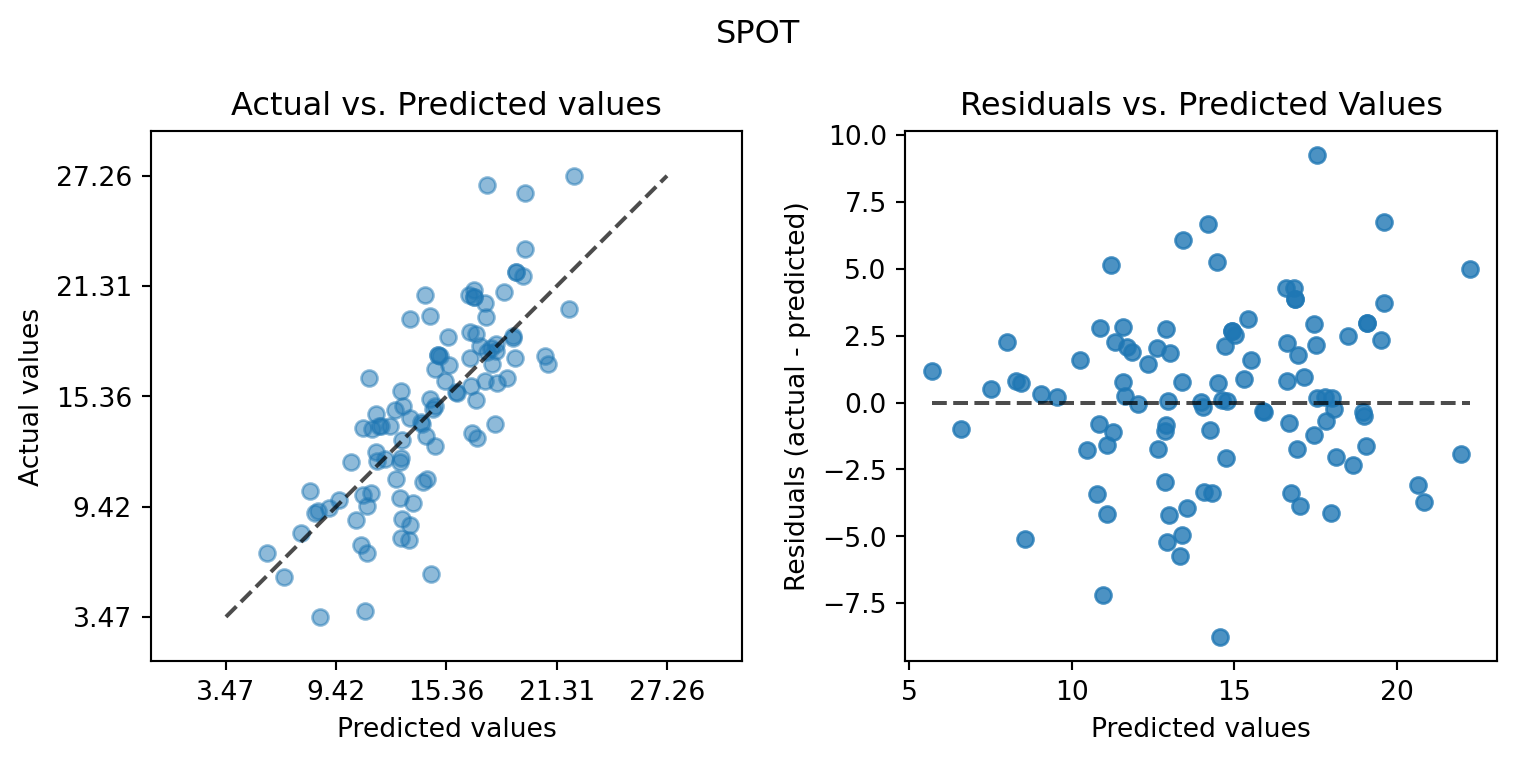 SPOT
Actual vs. Predicted values
Actual values
27.26
21.31
15.36
9.42
3.47
3.47 9.42 15.36 21.31 27.26
Predicted values
Residuals vs. Predicted Values
Residuals (actual - predicted)
10.0
7.5
5.0
2.5
0.0
−2.5
−5.0
−7.5
5 10 15 20
Predicted values